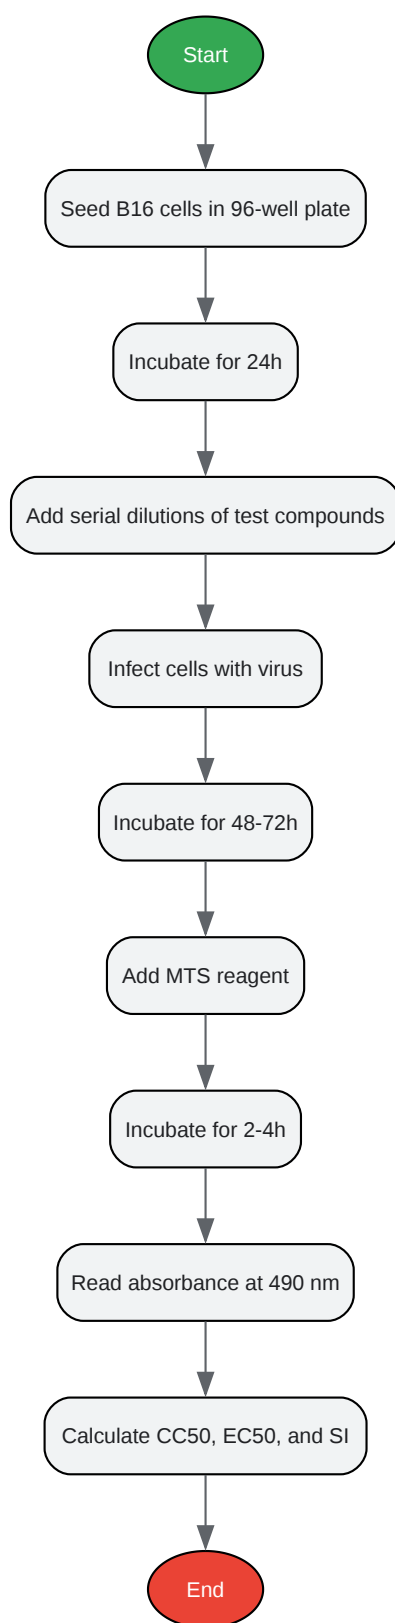 Start
Seed B16 cells in 96-well plate
Incubate for 24h
Add serial dilutions of test compounds
Infect cells with virus
Incubate for 48-72h
Add MTS reagent
Incubate for 2-4h
Read absorbance at 490 nm
Calculate CC50, EC50, and SI
End